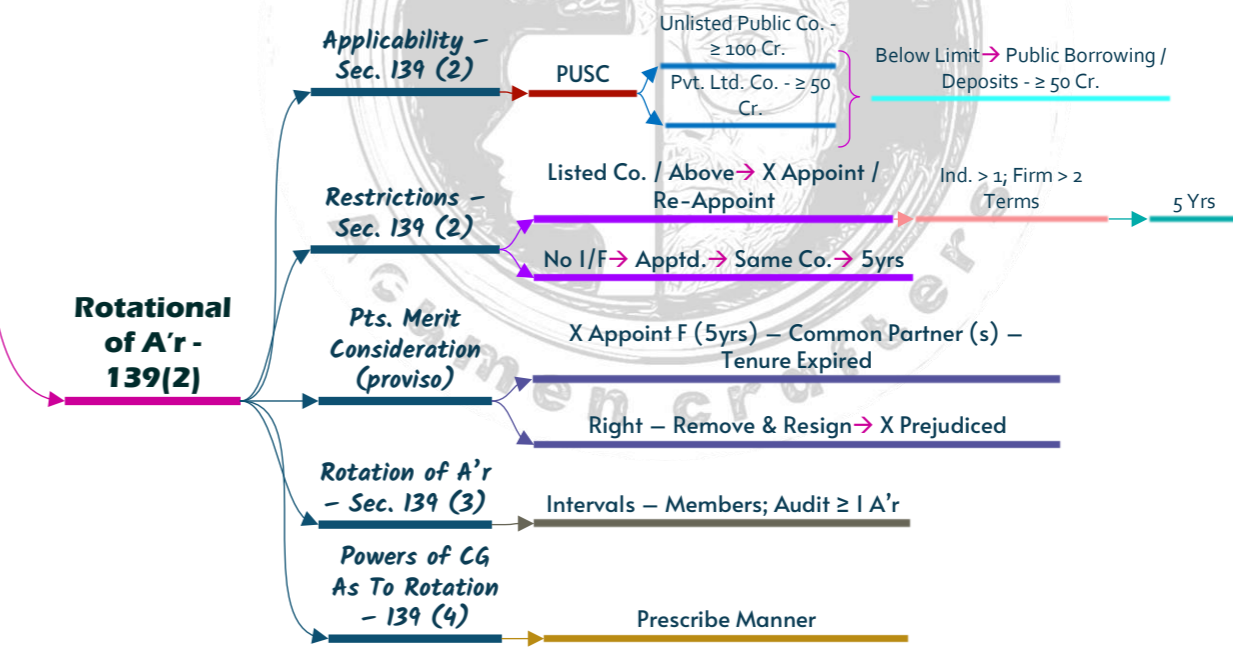 Rotational
of A'r -
139(2)
Applicability –
Sec. 139 (2)
PUSC
Unlisted Public Co. -
≥ 100 Cr.
Pvt. Ltd. Co. - ≥ 50
Cr.
Below Limit→ Public Borrowing /
Deposits - ≥ 50 Cr.
Restrictions –
Sec. 139 (2)
Listed Co. / Above→ X Appoint /
Re-Appoint
Ind. > 1; Firm > 2
Terms
5 Yrs
No I/F→ Apptd.→ Same Co.→ 5yrs
Pts. Merit
Consideration
(proviso)
X Appoint F (5yrs) – Common Partner (s) –
Tenure Expired
Right – Remove & Resign→ X Prejudiced
Rotation of A'r
– Sec. 139 (3)
Intervals – Members; Audit ≥ 1 A'r
Powers of CG
As To Rotation
– 139 (4)
Prescribe Manner